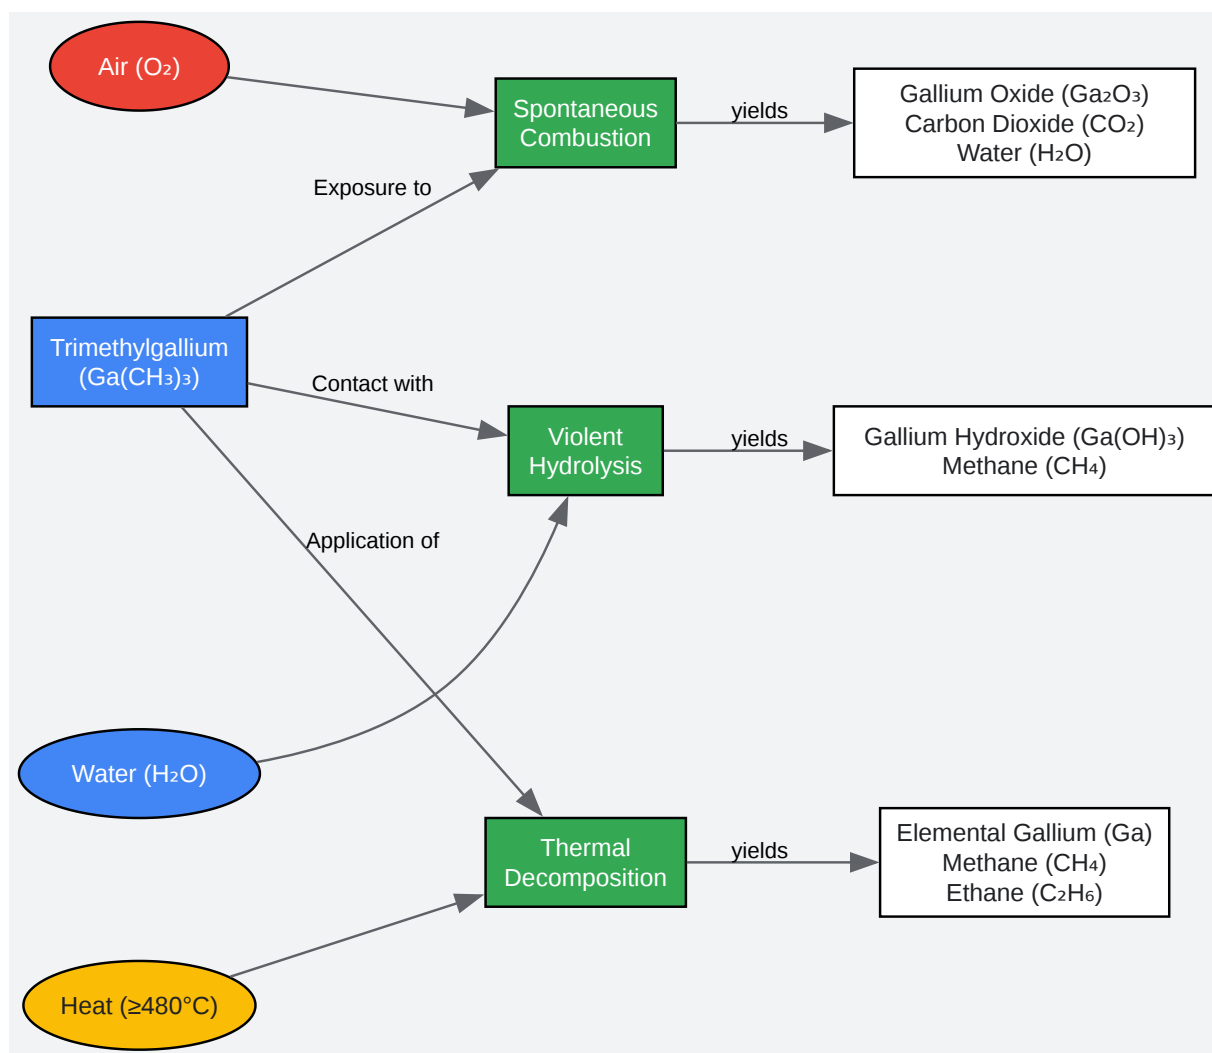 Air (O₂)
Spontaneous
Combustion
yields
Gallium Oxide (Ga₂O₃)
Carbon Dioxide (CO₂)
Water (H₂O)
Exposure to
Trimethylgallium
(Ga(CH₃)₃)
Contact with
Violent
Hydrolysis
yields
Gallium Hydroxide (Ga(OH)₃)
Methane (CH₄)
Application of
Water (H₂O)
Thermal
Decomposition
yields
Elemental Gallium (Ga)
Methane (CH₄)
Ethane (C₂H₆)
Heat (≥480°C)